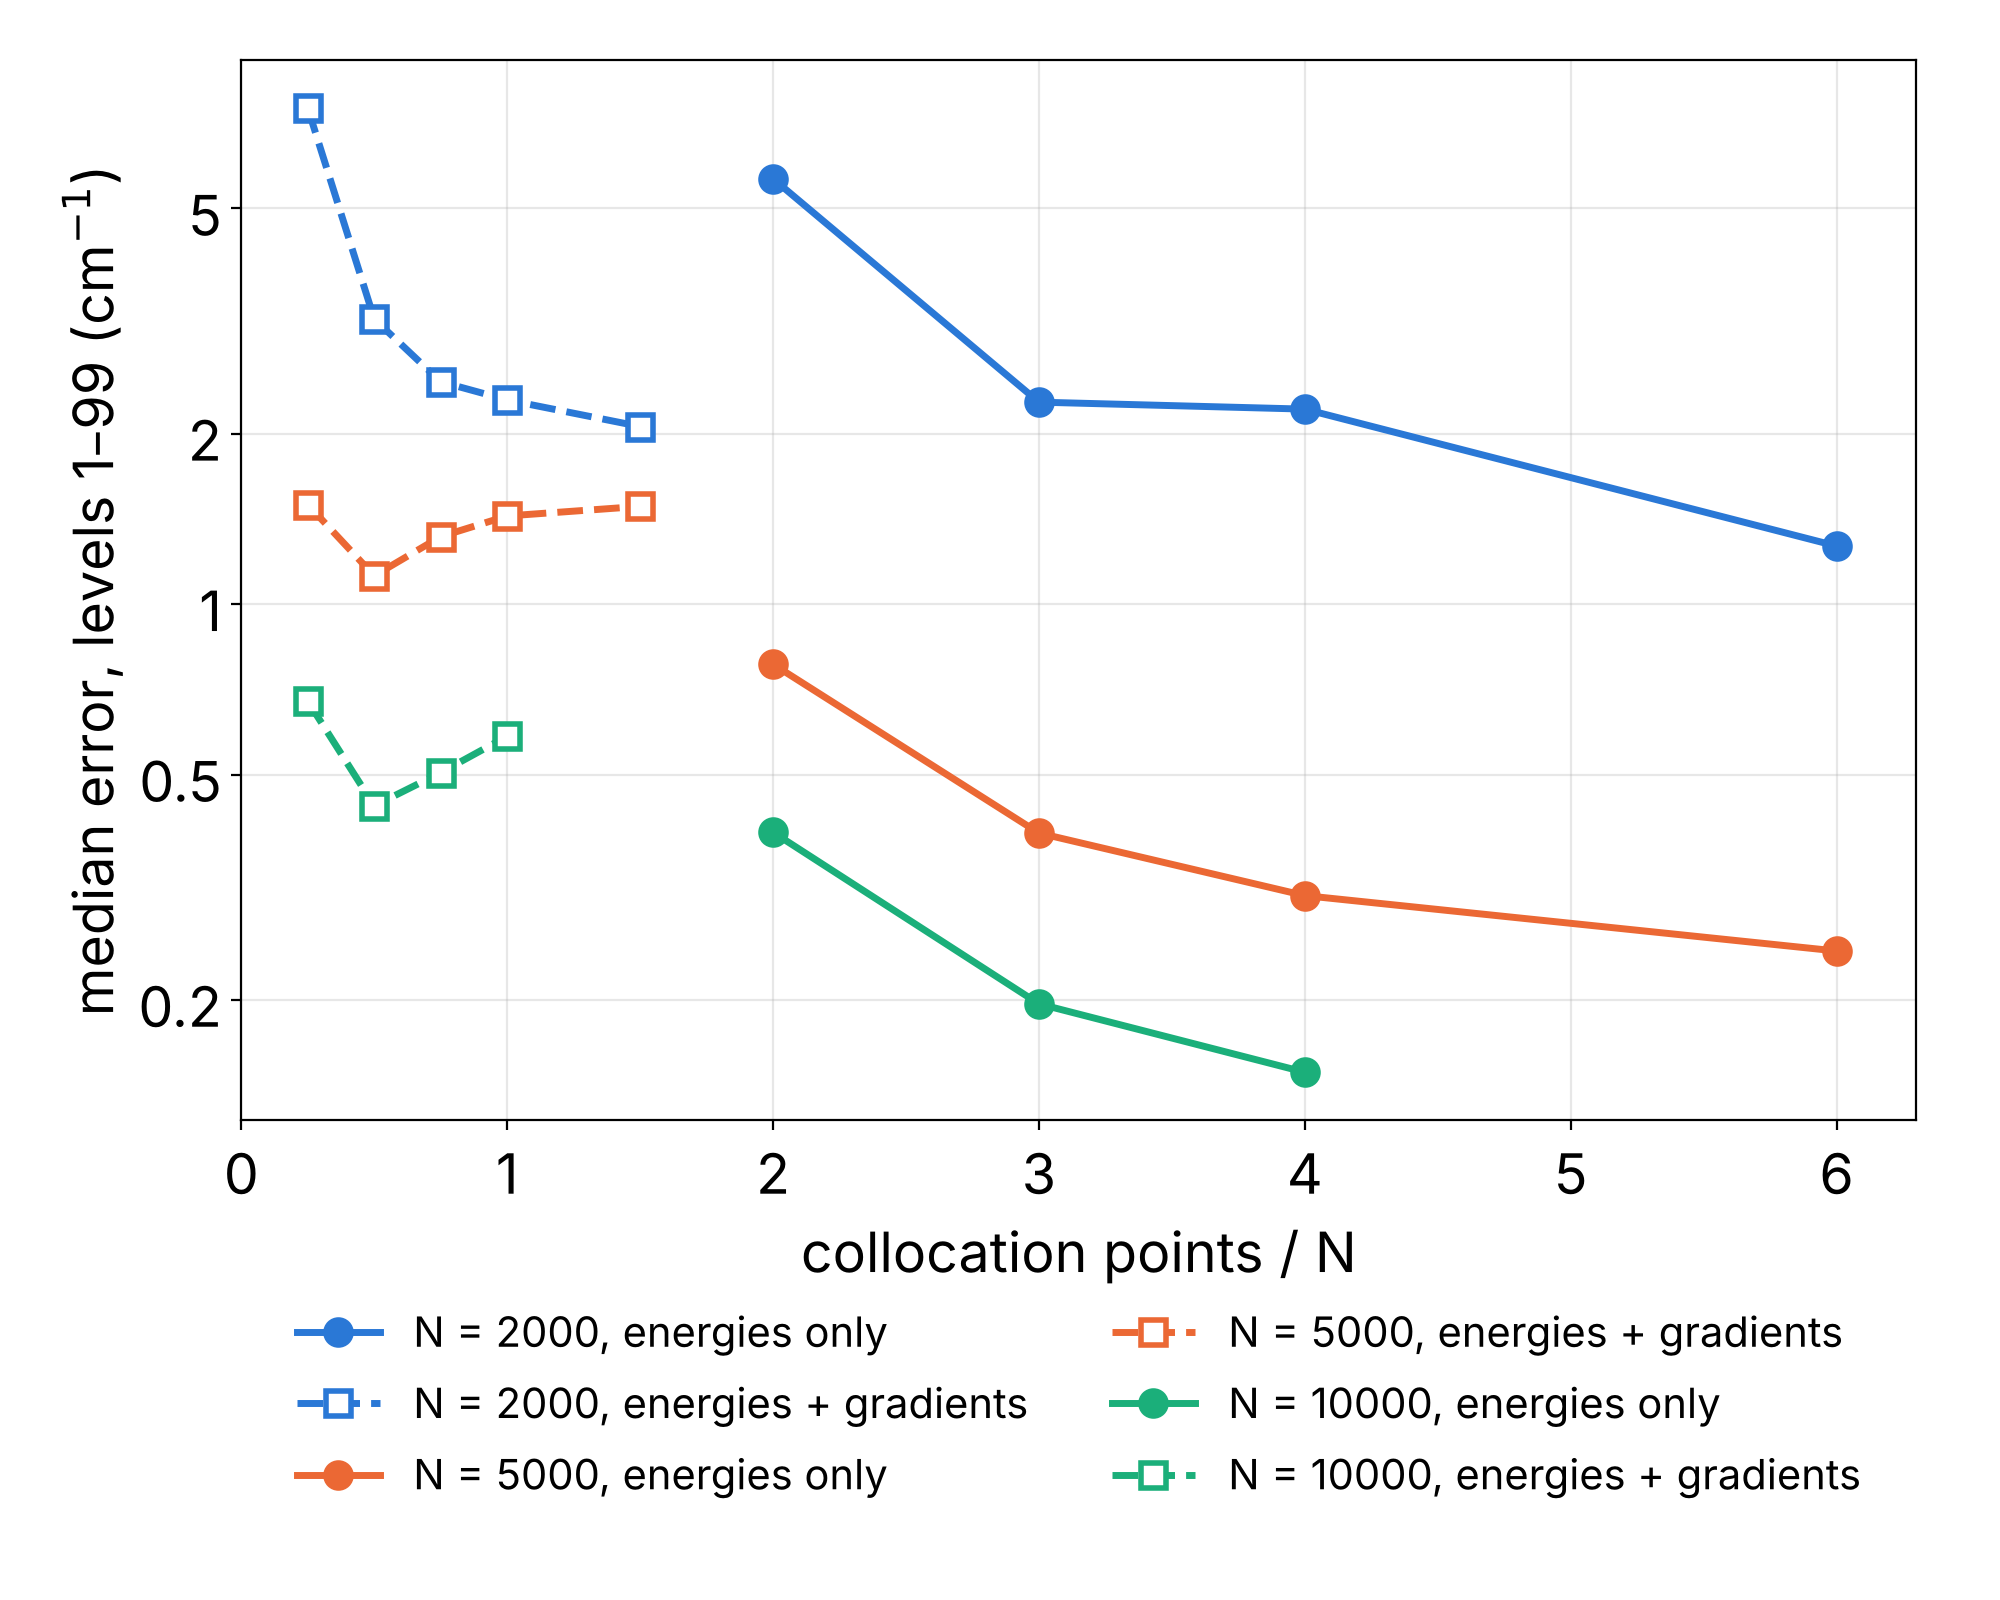 median error, levels 1–99 (cm⁻¹)
5
2
1
0.5
0.2
0 1 2 3 4 5 6
collocation points / N
N = 2000, energies only
N = 2000, energies + gradients
N = 5000, energies only
N = 5000, energies + gradients
N = 10000, energies only
N = 10000, energies + gradients